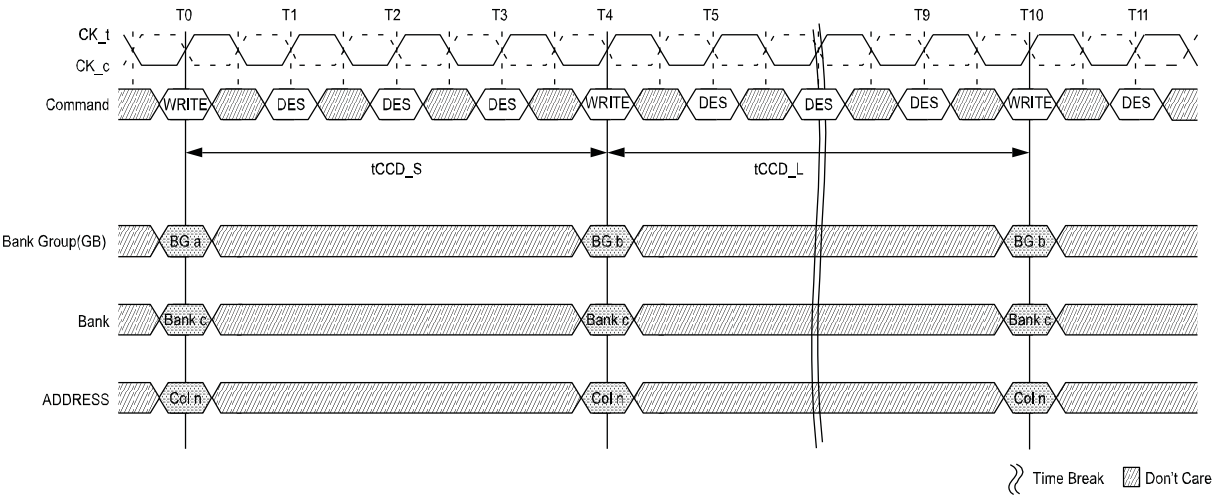 T0 T1 T2 T3 T4 T5 T9 T10 T11
CK_t
CK_c
Command WRITE DES DES DES WRITE DES DES DES WRITE DES
tCCD_S tCCD_L
Bank Group(GB) BG a BG b BG b
Bank Bank c Bank c Bank c
ADDRESS Col n Col n Col n
Time Break Don't Care